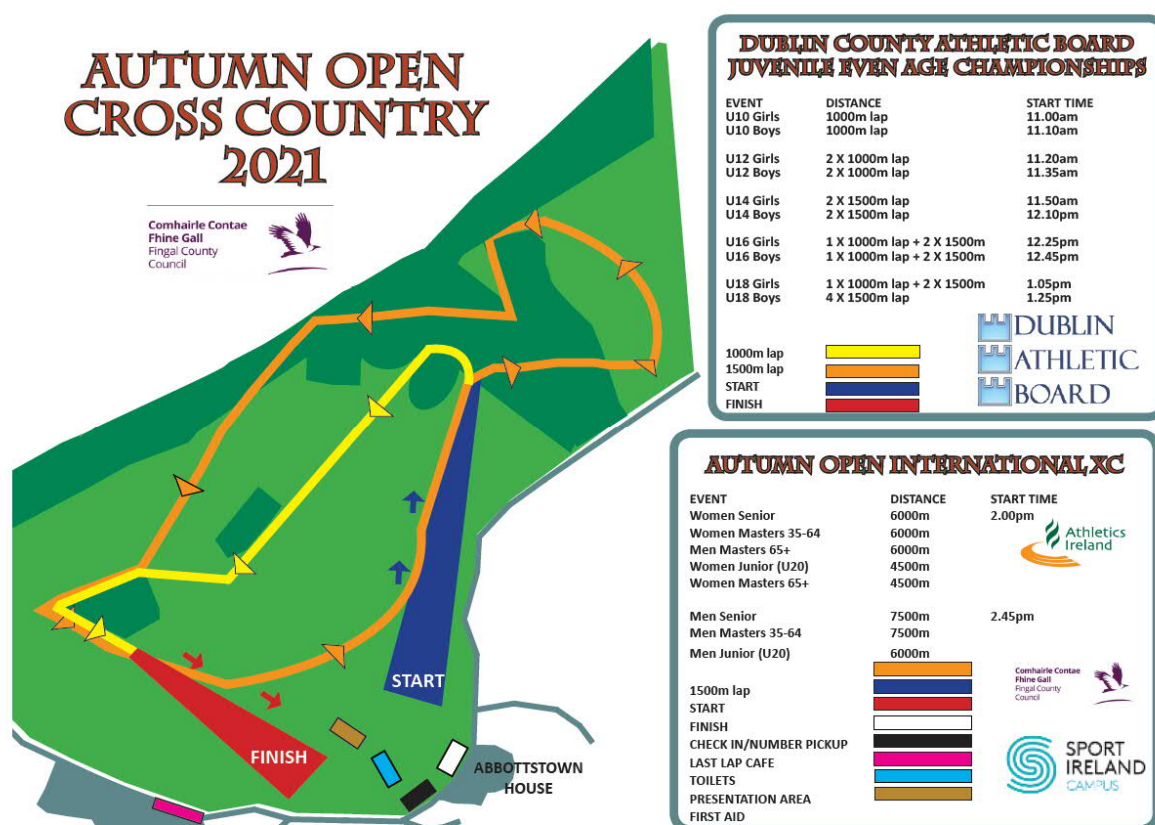 AUTUMN OPEN
CROSS COUNTRY
2021
Comhairle Contae
Fhine Gall
Fingal County
Council
START
FINISH
ABBOTTSTOWN
HOUSE
DUBLIN COUNTY ATHLETIC BOARD
JUVENILE EVEN AGE CHAMPIONSHIPS
EVENT DISTANCE START TIME
U10 Girls 1000m lap 11.00am
U10 Boys 1000m lap 11.10am
U12 Girls 2 X 1000m lap 11.20am
U12 Boys 2 X 1000m lap 11.35am
U14 Girls 2 X 1500m lap 11.50am
U14 Boys 2 X 1500m lap 12.10pm
U16 Girls 1 X 1000m lap + 2 X 1500m 12.25pm
U16 Boys 1 X 1000m lap + 2 X 1500m 12.45pm
U18 Girls 1 X 1000m lap + 2 X 1500m 1.05pm
U18 Boys 4 X 1500m lap 1.25pm
1000m lap
1500m lap
START
FINISH
DUBLIN
ATHLETIC
BOARD
AUTUMN OPEN INTERNATIONAL XC
EVENT DISTANCE START TIME
Women Senior 6000m 2.00pm
Women Masters 35-64 6000m
Men Masters 65+ 6000m
Women Junior (U20) 4500m
Women Masters 65+ 4500m
Athletics
Ireland
Men Senior 7500m 2.45pm
Men Masters 35-64 7500m
Men Junior (U20) 6000m
1500m lap
START
FINISH
CHECK IN/NUMBER PICKUP
LAST LAP CAFE
TOILETS
PRESENTATION AREA
FIRST AID
Comhairle Contae
Fhine Gall
Fingal County
Council
SPORT
IRELAND
CAMPUS